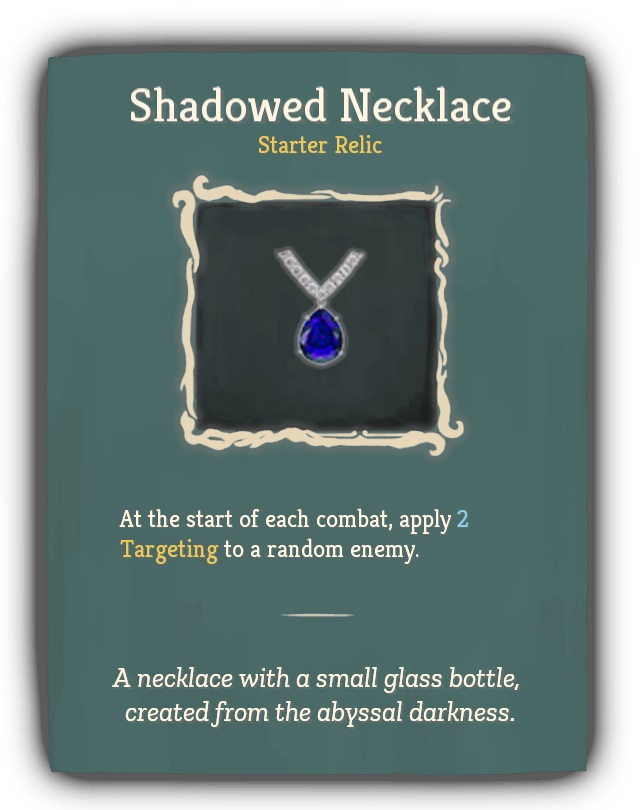 Shadowed Necklace
Starter Relic
At the start of each combat, apply 2
Targeting to a random enemy.
A necklace with a small glass bottle,
created from the abyssal darkness.